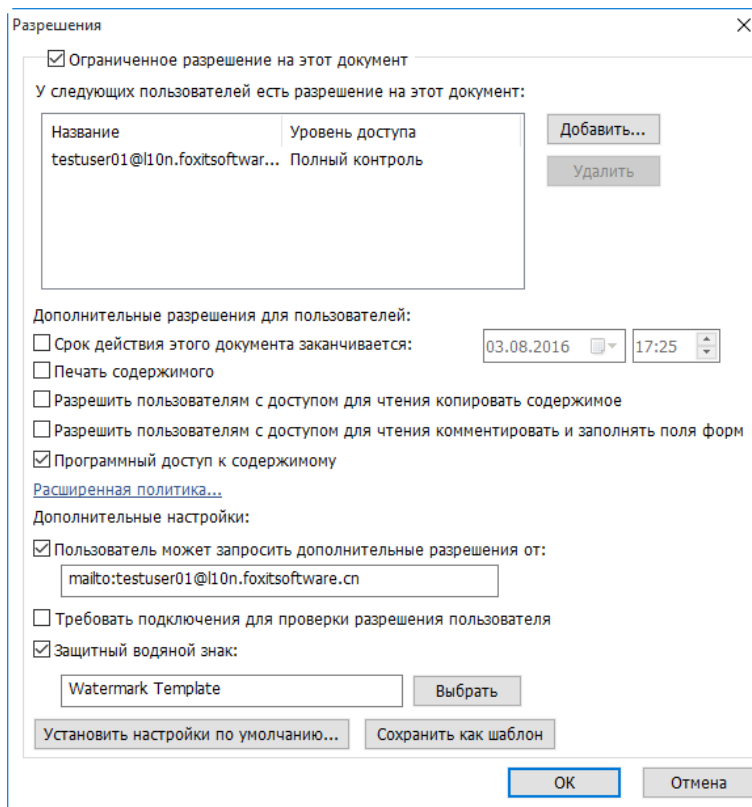 Разрешения
Ограниченное разрешение на этот документ
У следующих пользователей есть разрешение на этот документ:
Название Уровень доступа Добавить...
testuser01@l10n.foxitsoftwar... Полный контроль
Удалить
Дополнительные разрешения для пользователей:
Срок действия этого документа заканчивается: 03.08.2016 17:25
Печать содержимого
Разрешить пользователям с доступом для чтения копировать содержимое
Разрешить пользователям с доступом для чтения комментировать и заполнять поля форм
Программный доступ к содержимому
Расширенная политика...
Дополнительные настройки:
Пользователь может запросить дополнительные разрешения от:
mailto:testuser01@l10n.foxitsoftware.cn
Требовать подключения для проверки разрешения пользователя
Защитный водяной знак:
Watermark Template Выбрать
Установить настройки по умолчанию... Сохранить как шаблон
OK Отмена